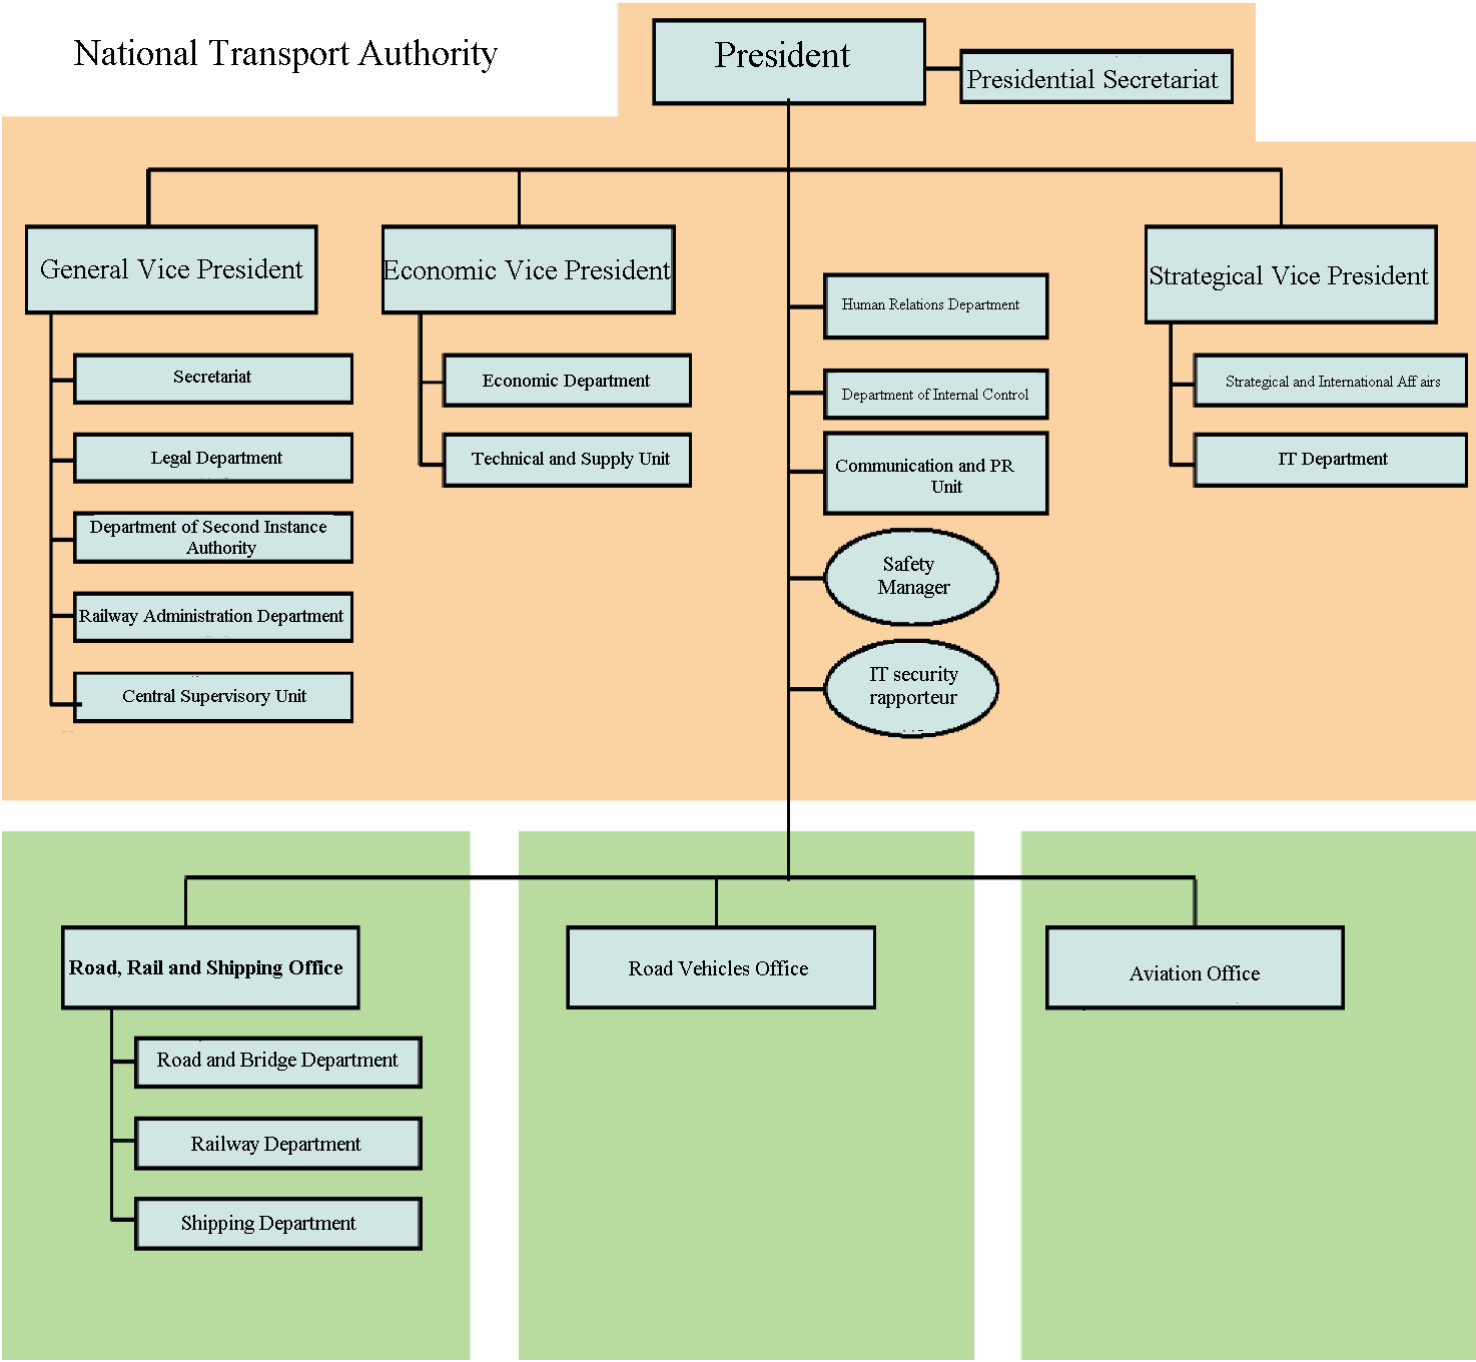 National Transport Authority
President
Presidential Secretariat
General Vice President
Economic Vice President
Strategical Vice President
Secretariat
Legal Department
Department of Second Instance
Authority
Railway Administration Department
Central Supervisory Unit
Economic Department
Technical and Supply Unit
Human Relations Department
Department of Internal Control
Communication and PR
Unit
Safety
Manager
IT security
rapporteur
Strategical and International Affairs
IT Department
Road, Rail and Shipping Office
Road and Bridge Department
Railway Department
Shipping Department
Road Vehicles Office
Aviation Office